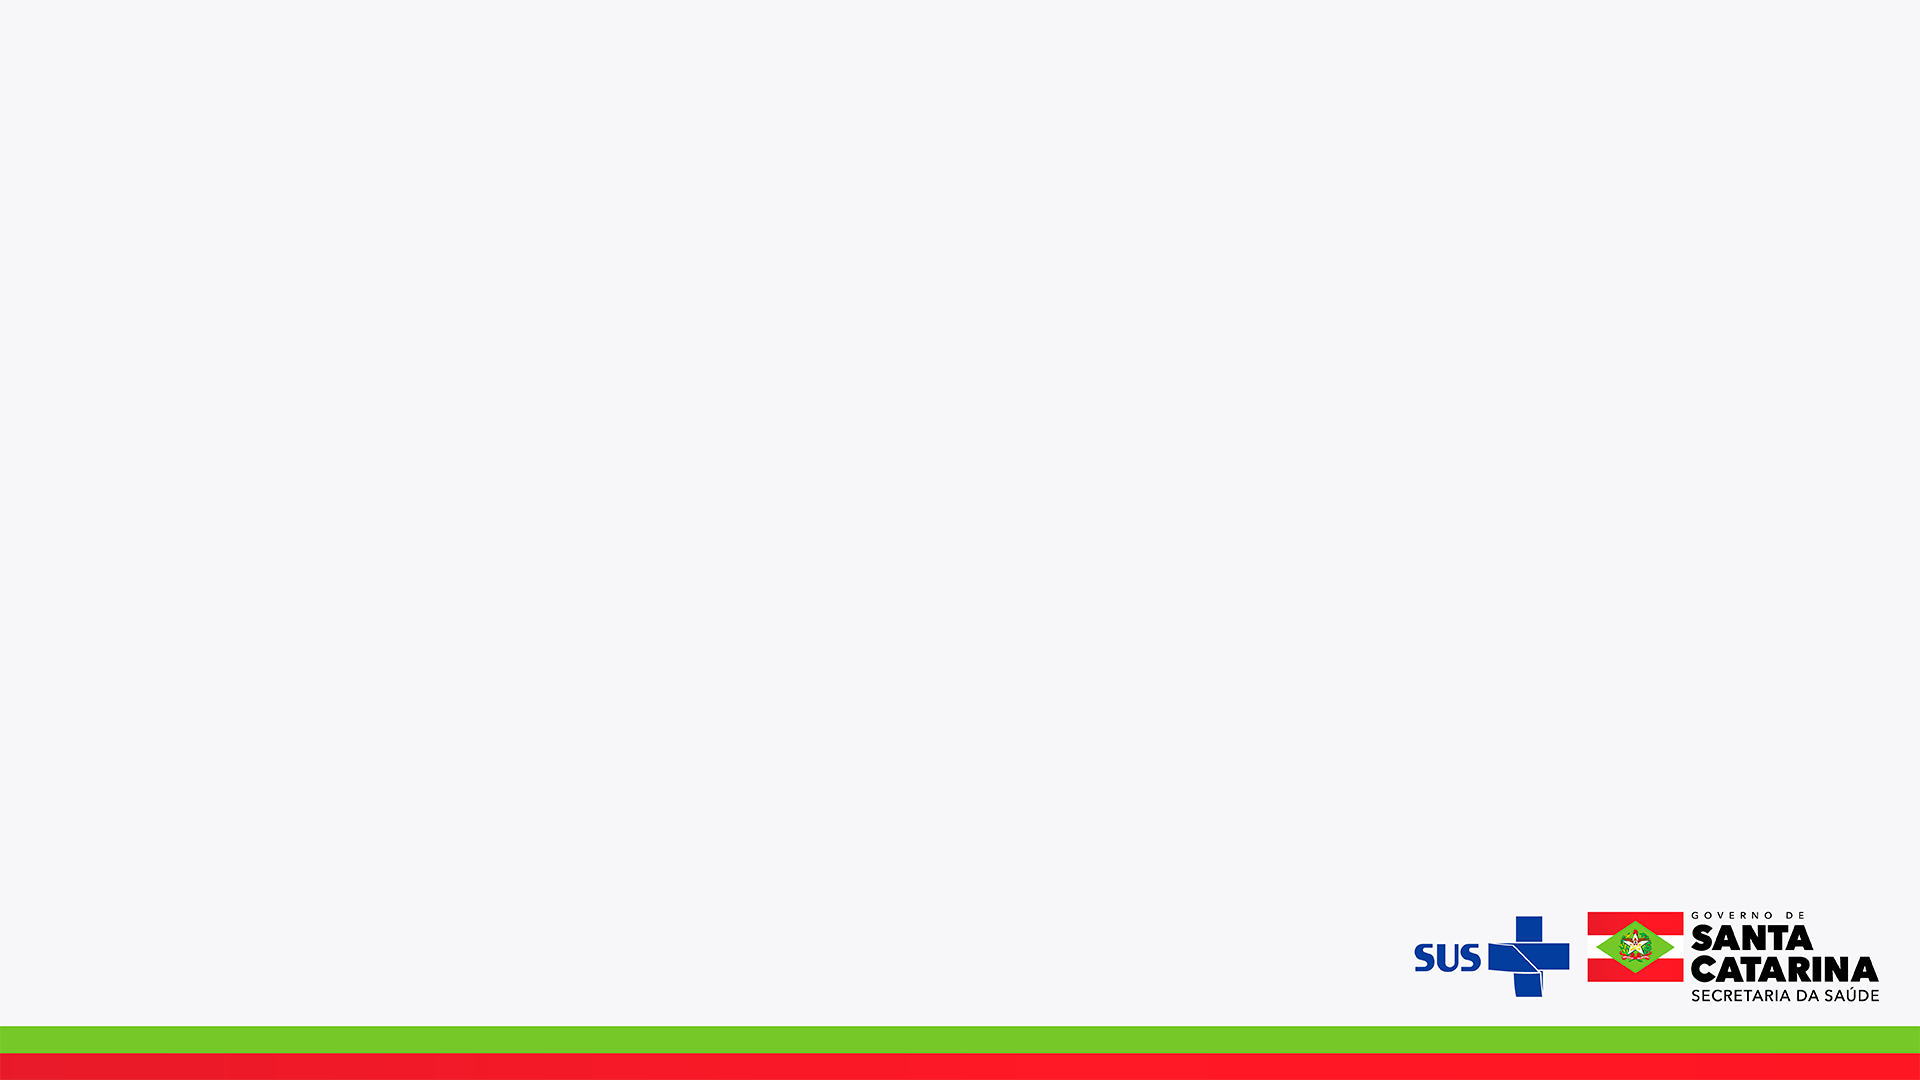 SUS
GOVERNO DE
SANTA
CATARINA
SECRETARIA DA SAÚDE